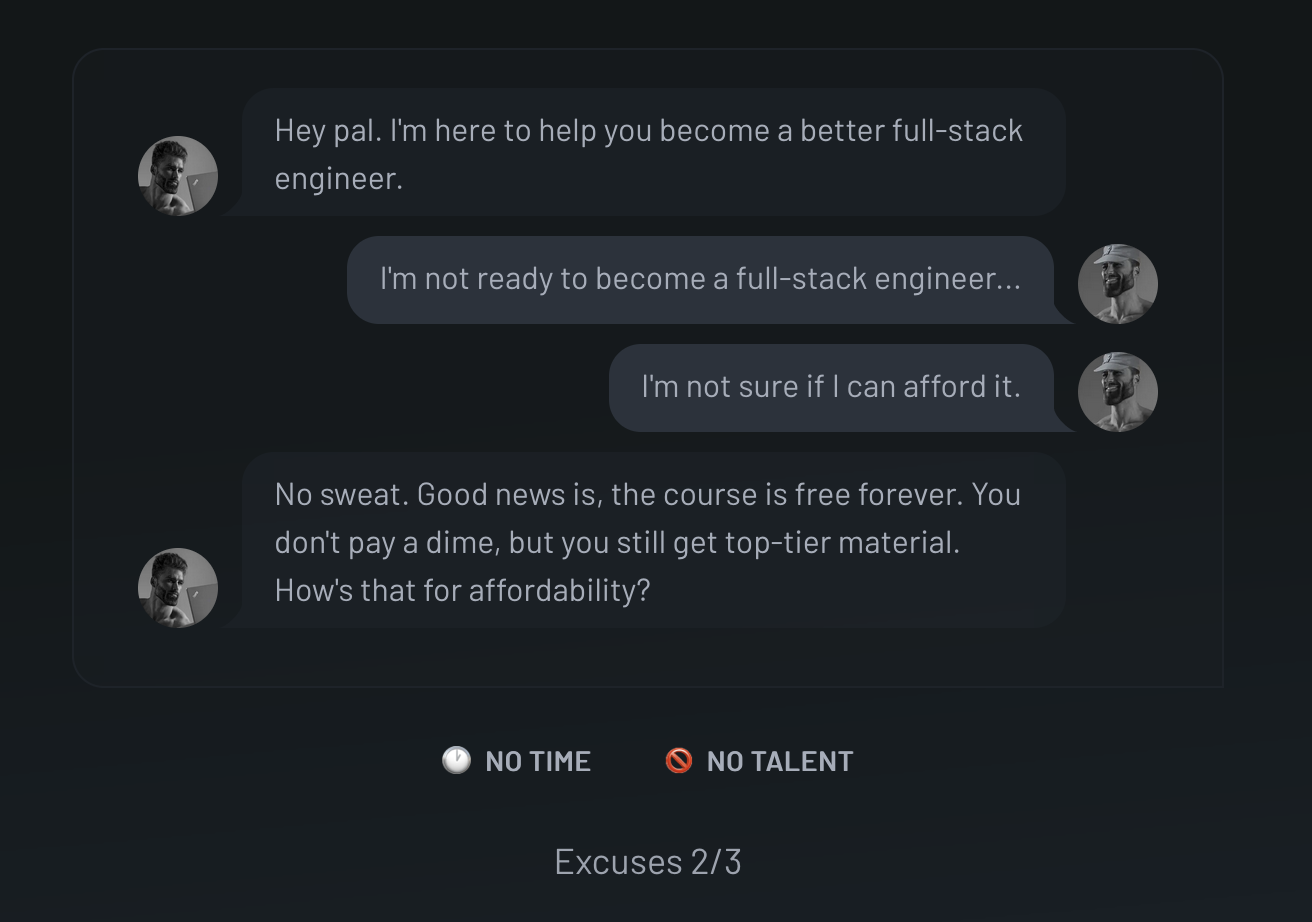 Hey pal. I'm here to help you become a better full-stack
engineer.
I'm not ready to become a full-stack engineer...
I'm not sure if I can afford it.
No sweat. Good news is, the course is free forever. You
don't pay a dime, but you still get top-tier material.
How's that for affordability?
NO TIME
NO TALENT
Excuses 2/3